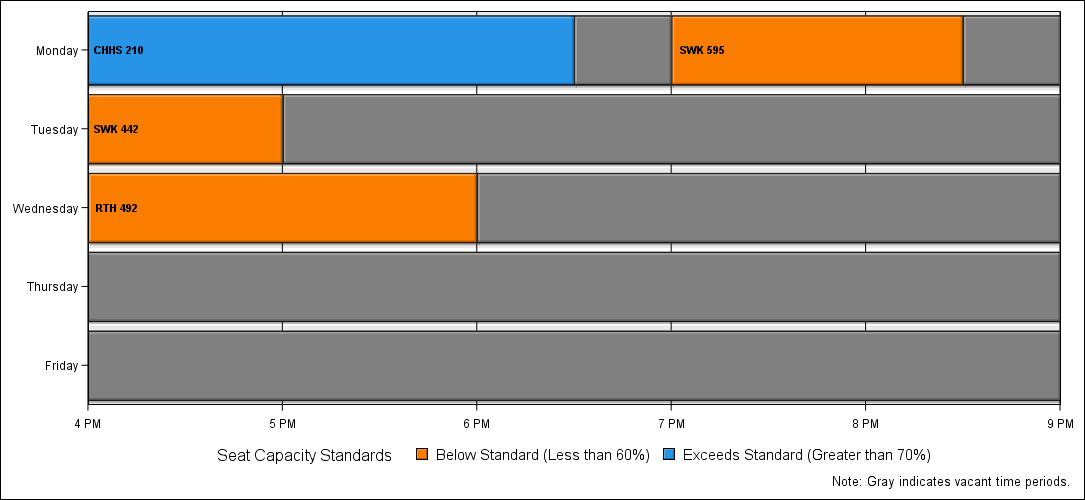 Monday CHHS 210 SWK 595
Tuesday SWK 442
Wednesday RTH 492
Thursday
Friday
4 PM 5 PM 6 PM 7 PM 8 PM 9 PM
Seat Capacity Standards Below Standard (Less than 60%) Exceeds Standard (Greater than 70%)
Note: Gray indicates vacant time periods.